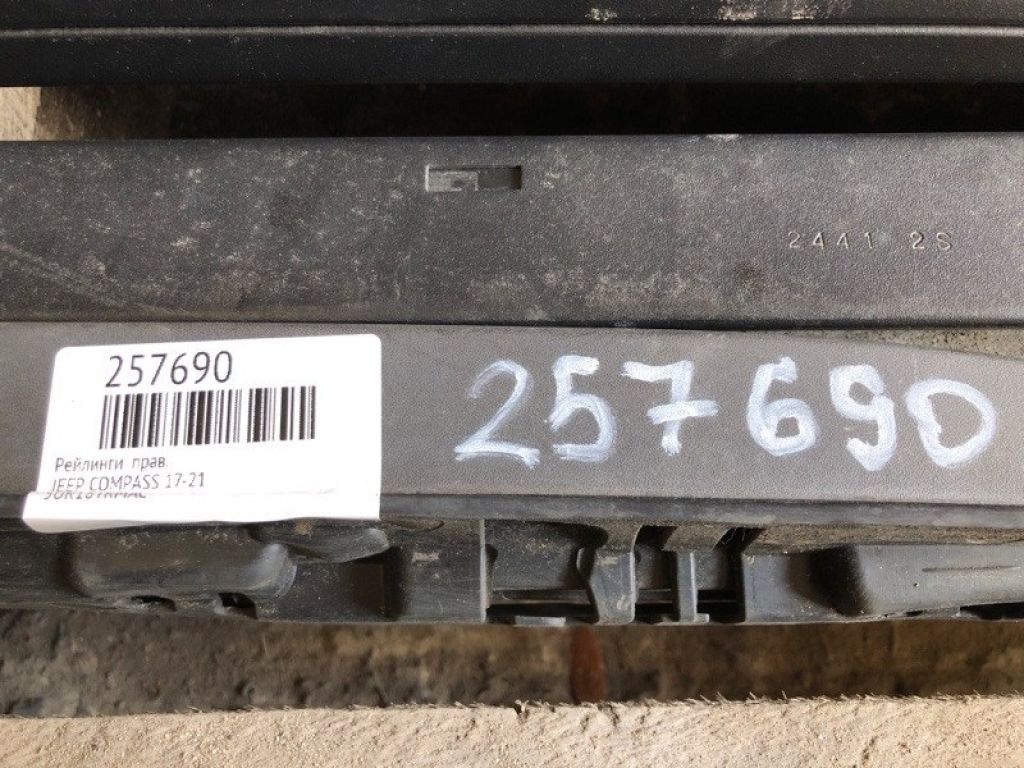 2441 2S
257690
257690
Рейлинги прав.
JEEP COMPASS 17-21